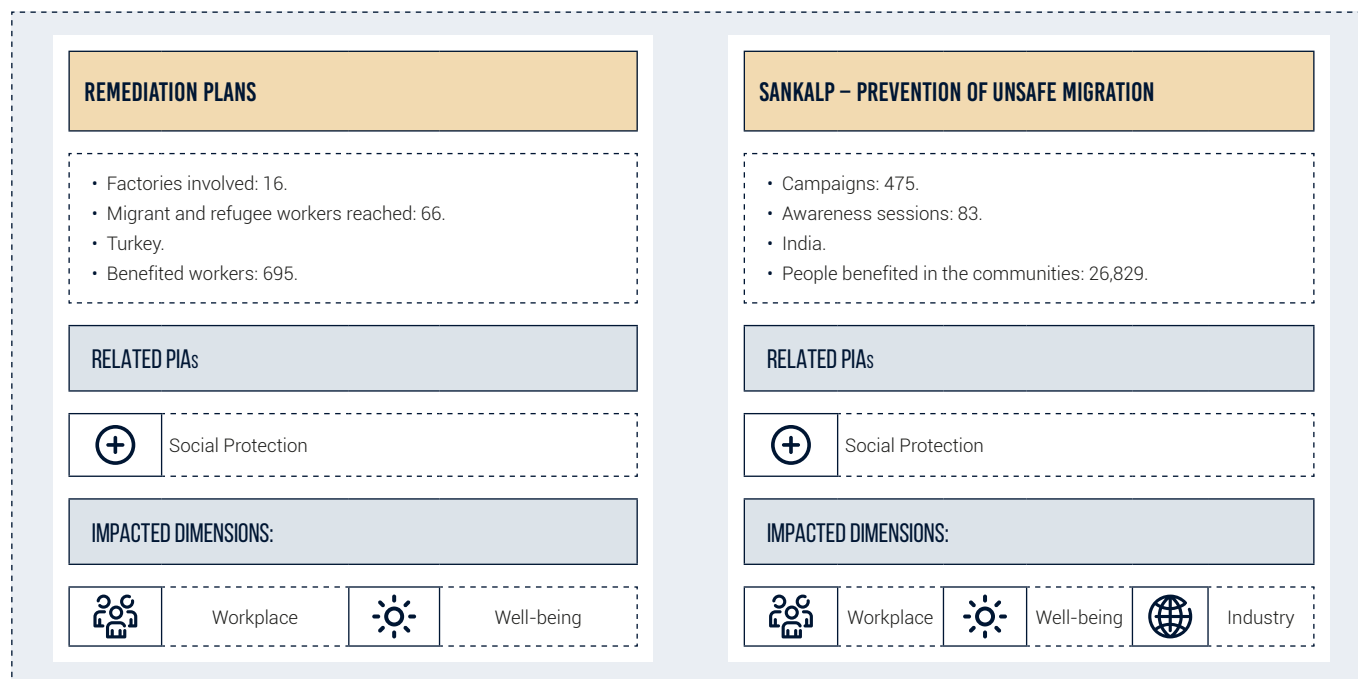 REMEDIATION PLANS
• Factories involved: 16.
• Migrant and refugee workers reached: 66.
• Turkey.
• Benefited workers: 695.
RELATED PIAs
Social Protection
IMPACTED DIMENSIONS:
Workplace
Well-being
SANKALP – PREVENTION OF UNSAFE MIGRATION
• Campaigns: 475.
• Awareness sessions: 83.
• India.
• People benefited in the communities: 26,829.
RELATED PIAs
Social Protection
IMPACTED DIMENSIONS:
Workplace
Well-being
Industry